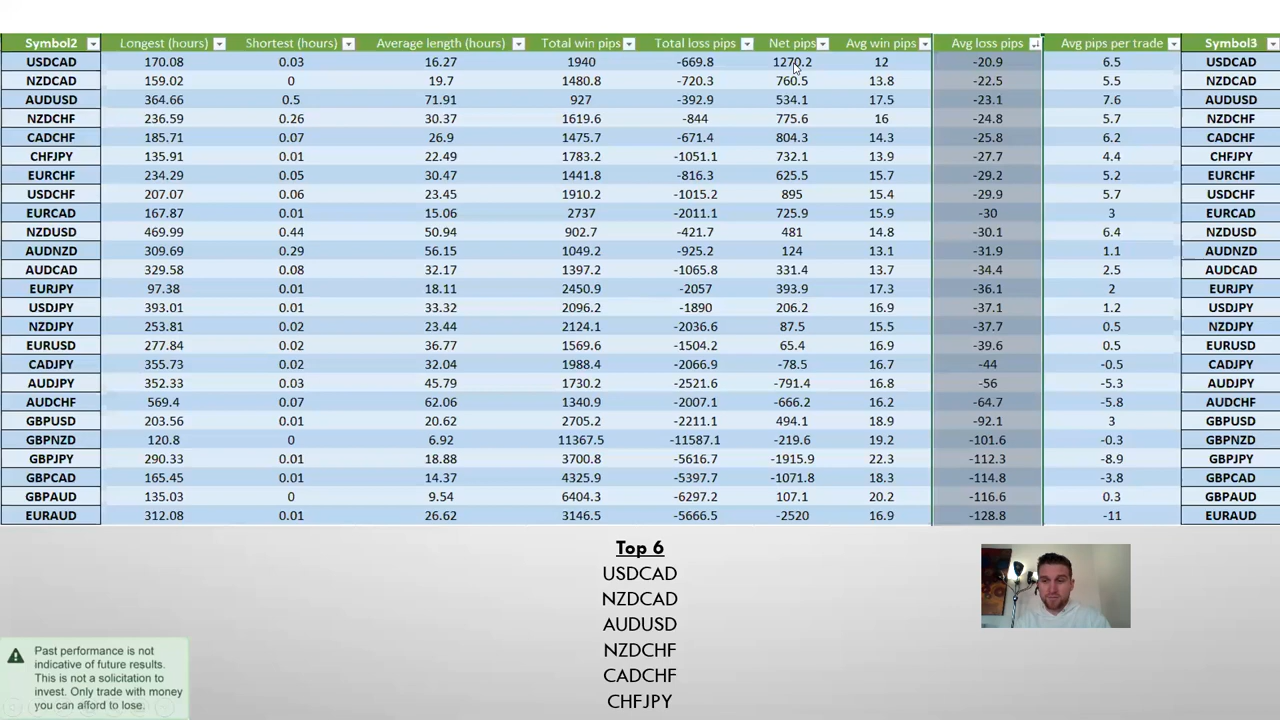 Symbol2 Longest (hours) Shortest (hours) Average length (hours) Total win pips Total loss pips Net pips Avg win pips Avg loss pips Avg pips per trade Symbol3
USDCAD 170.08 0.03 16.27 1940 -669.8 1270.2 12 -20.9 6.5 USDCAD
NZDCAD 159.02 0 19.7 1480.8 -720.3 760.5 13.8 -22.5 5.5 NZDCAD
AUDUSD 364.66 0.5 71.91 927 -392.9 534.1 17.5 -23.1 7.6 AUDUSD
NZDCHF 236.59 0.26 30.37 1619.6 -844 775.6 16 -24.8 5.7 NZDCHF
CADCHF 185.71 0.07 26.9 1475.7 -671.4 804.3 14.3 -25.8 6.2 CADCHF
CHFJPY 135.91 0.01 22.49 1783.2 -1051.1 732.1 13.9 -27.7 4.4 CHFJPY
EURCHF 234.29 0.05 30.47 1441.8 -816.3 625.5 15.7 -29.2 5.2 EURCHF
USDCHF 207.07 0.06 23.45 1910.2 -1015.2 895 15.4 -29.9 5.7 USDCHF
EURCAD 167.87 0.01 15.06 2737 -2011.1 725.9 15.9 -30 3 EURCAD
NZDUSD 469.99 0.44 50.94 902.7 -421.7 481 14.8 -30.1 6.4 NZDUSD
AUDNZD 309.69 0.29 56.15 1049.2 -925.2 124 13.1 -31.9 1.1 AUDNZD
AUDCAD 329.58 0.08 32.17 1397.2 -1065.8 331.4 13.7 -34.4 2.5 AUDCAD
EURJPY 97.38 0.01 18.11 2450.9 -2057 393.9 17.3 -36.1 2 EURJPY
USDJPY 393.01 0.01 33.32 2096.2 -1890 206.2 16.9 -37.1 1.2 USDJPY
NZDJPY 253.81 0.02 23.44 2124.1 -2036.6 87.5 15.5 -37.7 0.5 NZDJPY
EURUSD 277.84 0.02 36.77 1569.6 -1504.2 65.4 16.7 -39.6 0.5 EURUSD
CADJPY 355.73 0.02 32.04 1988.4 -2066.9 -78.5 16.9 -44 -0.5 CADJPY
AUDJPY 352.33 0.03 45.79 1730.2 -2521.6 -791.4 16.8 -56 -5.3 AUDJPY
AUDCHF 569.4 0.07 62.06 1340.9 -2007.1 -666.2 16.2 -64.7 -5.8 AUDCHF
GBPUSD 203.56 0.01 20.62 2705.2 -2211.1 494.1 18.9 -92.1 3 GBPUSD
GBPNZD 120.8 0 6.92 11367.5 -11587.1 -219.6 19.2 -101.6 -0.3 GBPNZD
GBPJPY 290.33 0.01 18.88 3700.8 -5616.7 -1915.9 22.3 -112.3 -8.9 GBPJPY
GBPCAD 165.45 0.01 14.37 4325.9 -5397.7 -1071.8 18.3 -114.8 -3.8 GBPCAD
GBPAUD 135.03 0 9.54 6404.3 -6297.2 107.1 20.2 -116.6 0.3 GBPAUD
EURAUD 312.08 0.01 26.62 3146.5 -5666.5 -2520 16.9 -128.8 -11 EURAUD
Top 6
USDCAD
NZDCAD
AUDUSD
NZDCHF
CADCHF
CHFJPY
Past performance is not
indicative of future results.
This is not a solicitation to
invest. Only trade with money
you can afford to lose.